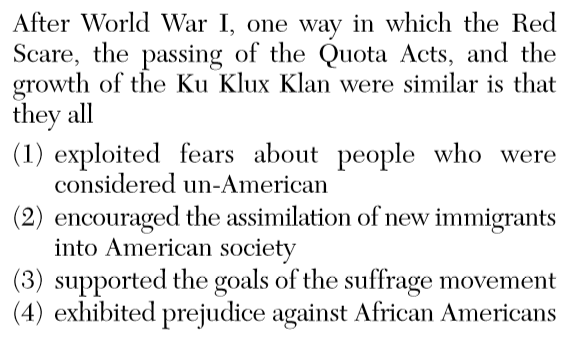 After World War I, one way in which the Red
Scare, the passing of the Quota Acts, and the
growth of the Ku Klux Klan were similar is that
they all
(1) exploited fears about people who were
considered un-American
(2) encouraged the assimilation of new immigrants
into American society
(3) supported the goals of the suffrage movement
(4) exhibited prejudice against African Americans